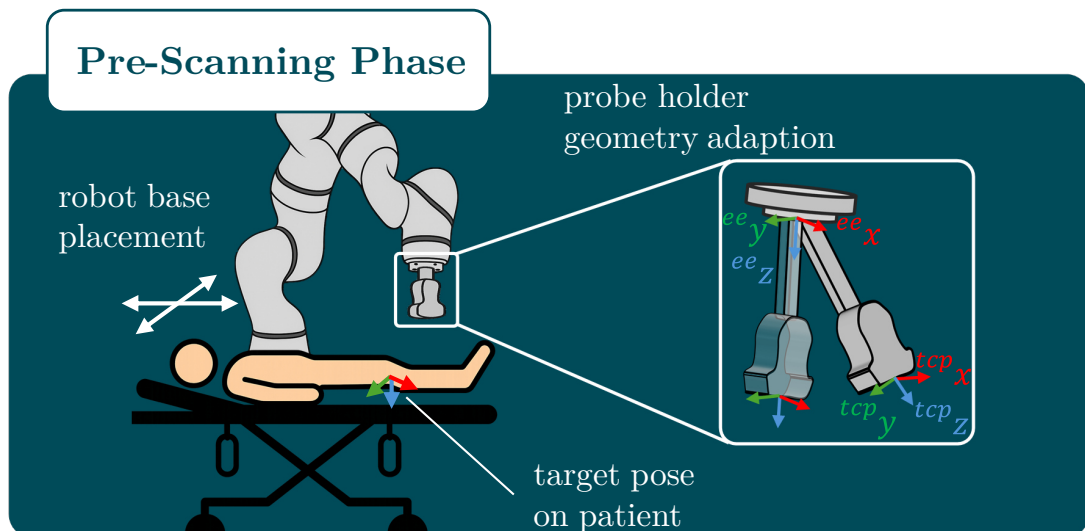 Pre-Scanning Phase
probe holder
geometry adaption
robot base
placement
ee y
ee x
ee z
tcp x
tcp y
tcp z
target pose
on patient